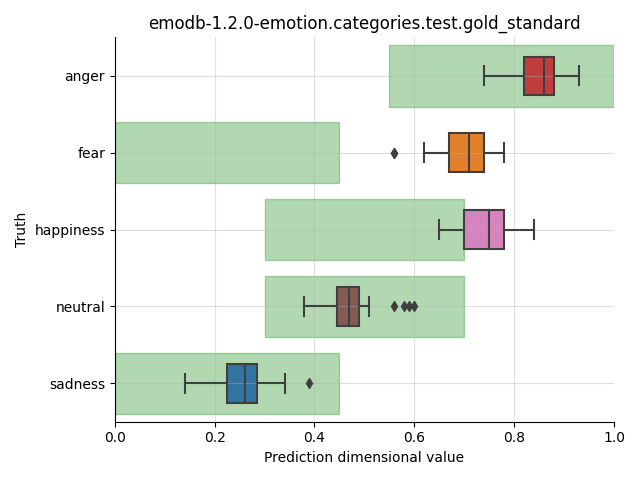 emodb-1.2.0-emotion.categories.test.gold_standard
anger
fear
happiness
neutral
sadness
Truth
0.0 0.2 0.4 0.6 0.8 1.0
Prediction dimensional value